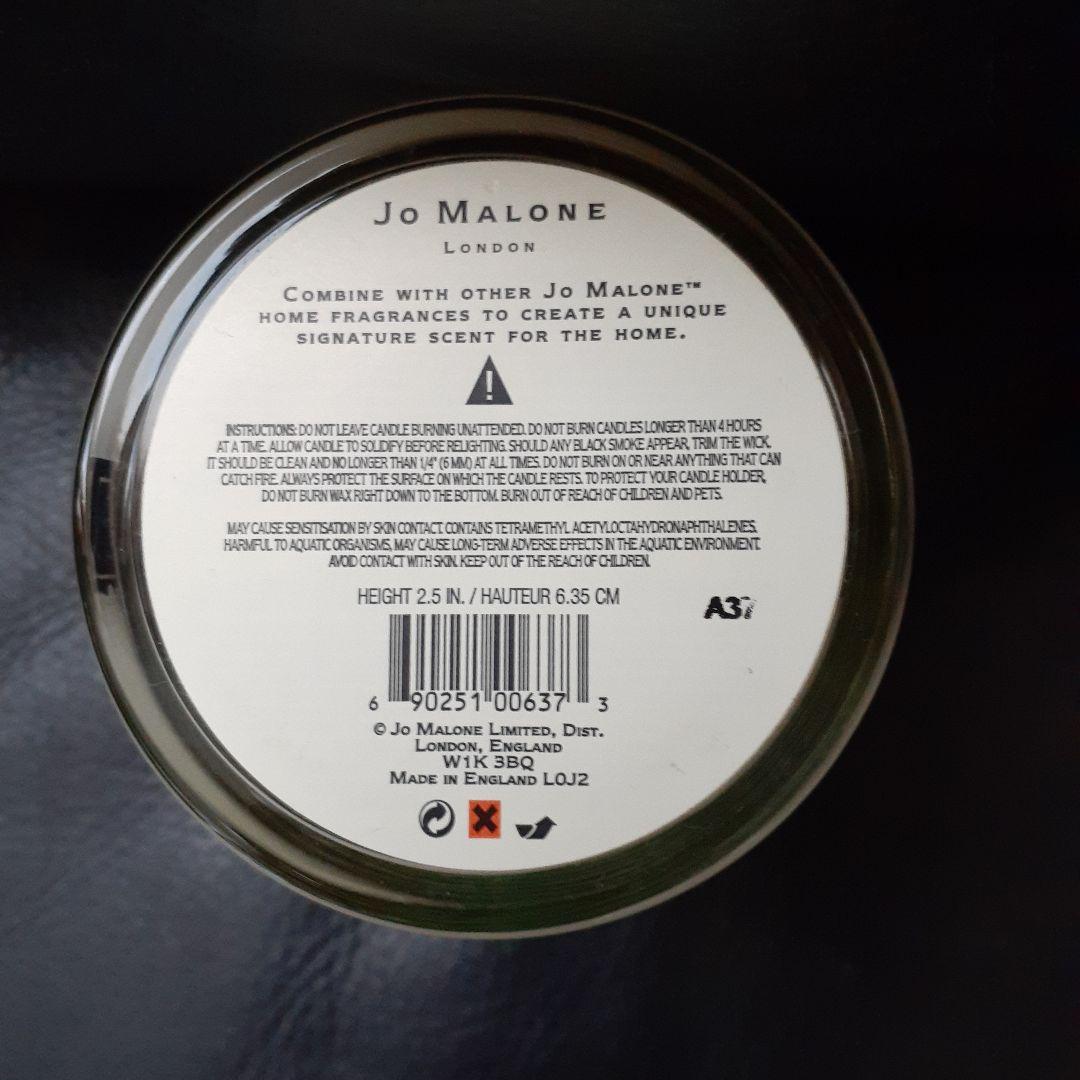 Jo Malone
London
Combine with other Jo Malone™
home fragrances to create a unique
signature scent for the home.
!
INSTRUCTIONS: DO NOT LEAVE CANDLE BURNING UNATTENDED. DO NOT BURN CANDLES LONGER THAN 4 HOURS
AT A TIME. ALLOW CANDLE TO SOLIDIFY BEFORE RELIGHTING. SHOULD ANY BLACK SMOKE APPEAR, TRIM THE WICK.
IT SHOULD BE CLEAN AND NO LONGER THAN 1/4" (6 MM) AT ALL TIMES. DO NOT BURN ON OR NEAR ANYTHING THAT CAN
CATCH FIRE. ALWAYS PROTECT THE SURFACE ON WHICH THE CANDLE RESTS. TO PROTECT YOUR CANDLE HOLDER,
DO NOT BURN WAX RIGHT DOWN TO THE BOTTOM. BURN OUT OF REACH OF CHILDREN AND PETS.
MAY CAUSE SENSITISATION BY SKIN CONTACT. CONTAINS TETRAMETHYL ACETYLOCTAHYDRONAPHTHALENES.
HARMFUL TO AQUATIC ORGANISMS, MAY CAUSE LONG-TERM ADVERSE EFFECTS IN THE AQUATIC ENVIRONMENT.
AVOID CONTACT WITH SKIN. KEEP OUT OF THE REACH OF CHILDREN.
HEIGHT 2.5 IN. / HAUTEUR 6.35 CM
6 90251 00637 3
© Jo Malone Limited, Dist.
London, England
W1K 3BQ
Made in England L0J2